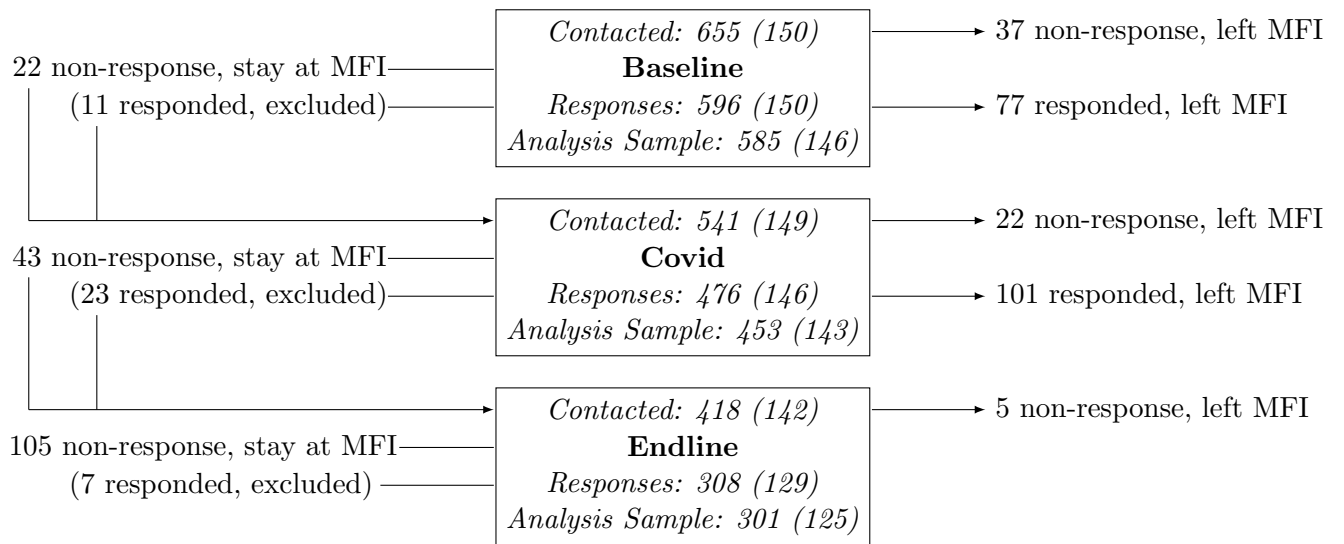 Contacted: 655 (150)
37 non-response, left MFI
22 non-response, stay at MFI
Baseline
(11 responded, excluded)
Responses: 596 (150)
77 responded, left MFI
Analysis Sample: 585 (146)
Contacted: 541 (149)
22 non-response, left MFI
43 non-response, stay at MFI
Covid
(23 responded, excluded)
Responses: 476 (146)
101 responded, left MFI
Analysis Sample: 453 (143)
Contacted: 418 (142)
5 non-response, left MFI
105 non-response, stay at MFI
Endline
(7 responded, excluded)
Responses: 308 (129)
Analysis Sample: 301 (125)